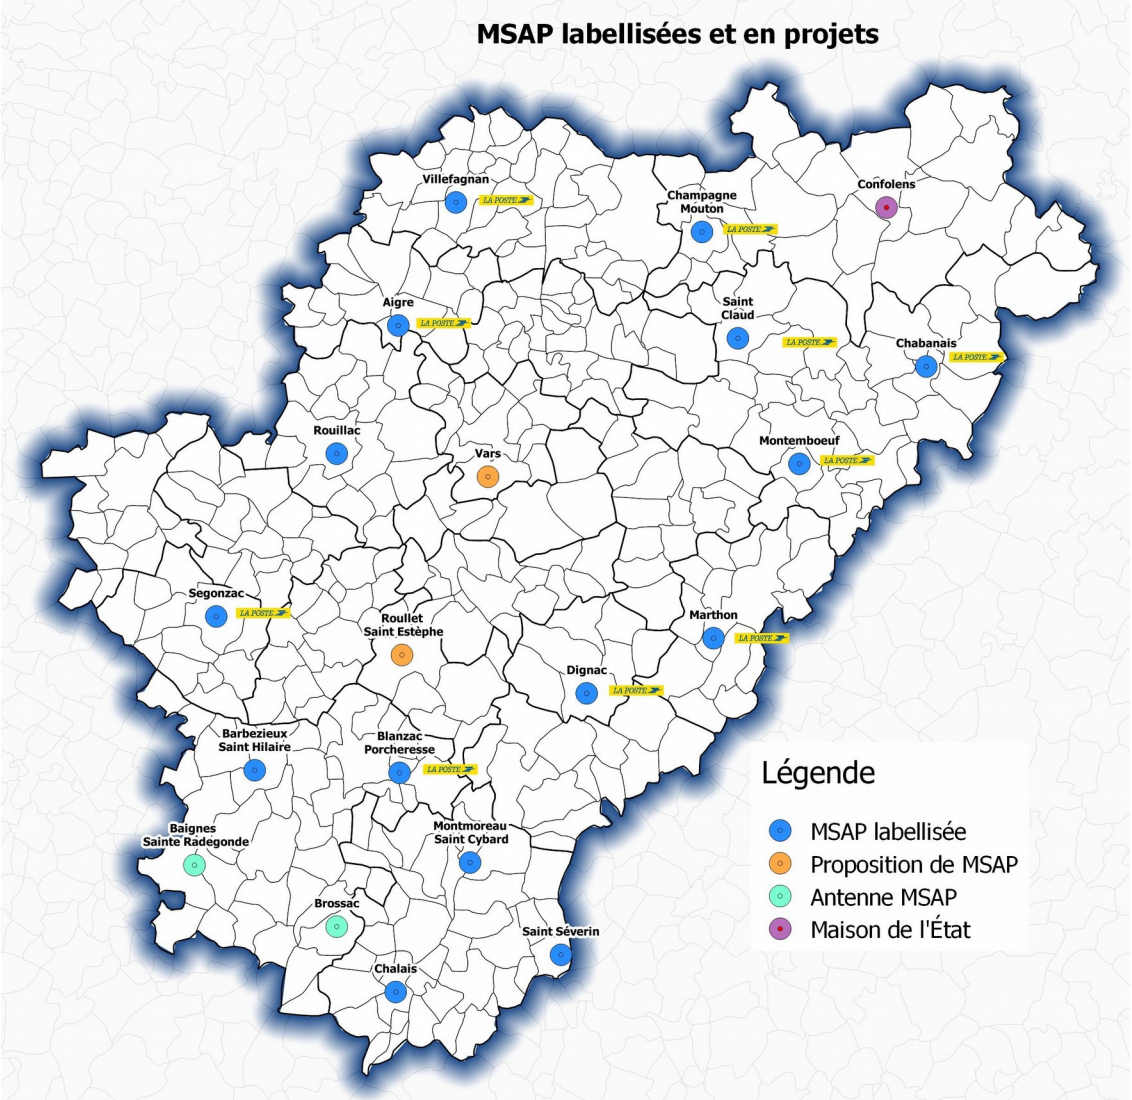 MSAP labellisées et en projets
Villefagnan
LA POSTE
Champagne
Mouton
LA POSTE
Confolens
Aigre
LA POSTE
Saint
Claud
LA POSTE
Chabanais
LA POSTE
Rouillac
Vars
Montemboeuf
LA POSTE
Segonzac
LA POSTE
Roullet
Saint Estèphe
Marthon
LA POSTE
Dignac
LA POSTE
Barbezieux
Saint Hilaire
Blanzac
Porcheresse
LA POSTE
Baignes
Sainte Radegonde
Montmoreau
Saint Cybard
Brossac
Saint Séverin
Chalais
Légende
MSAP labellisée
Proposition de MSAP
Antenne MSAP
Maison de l'État